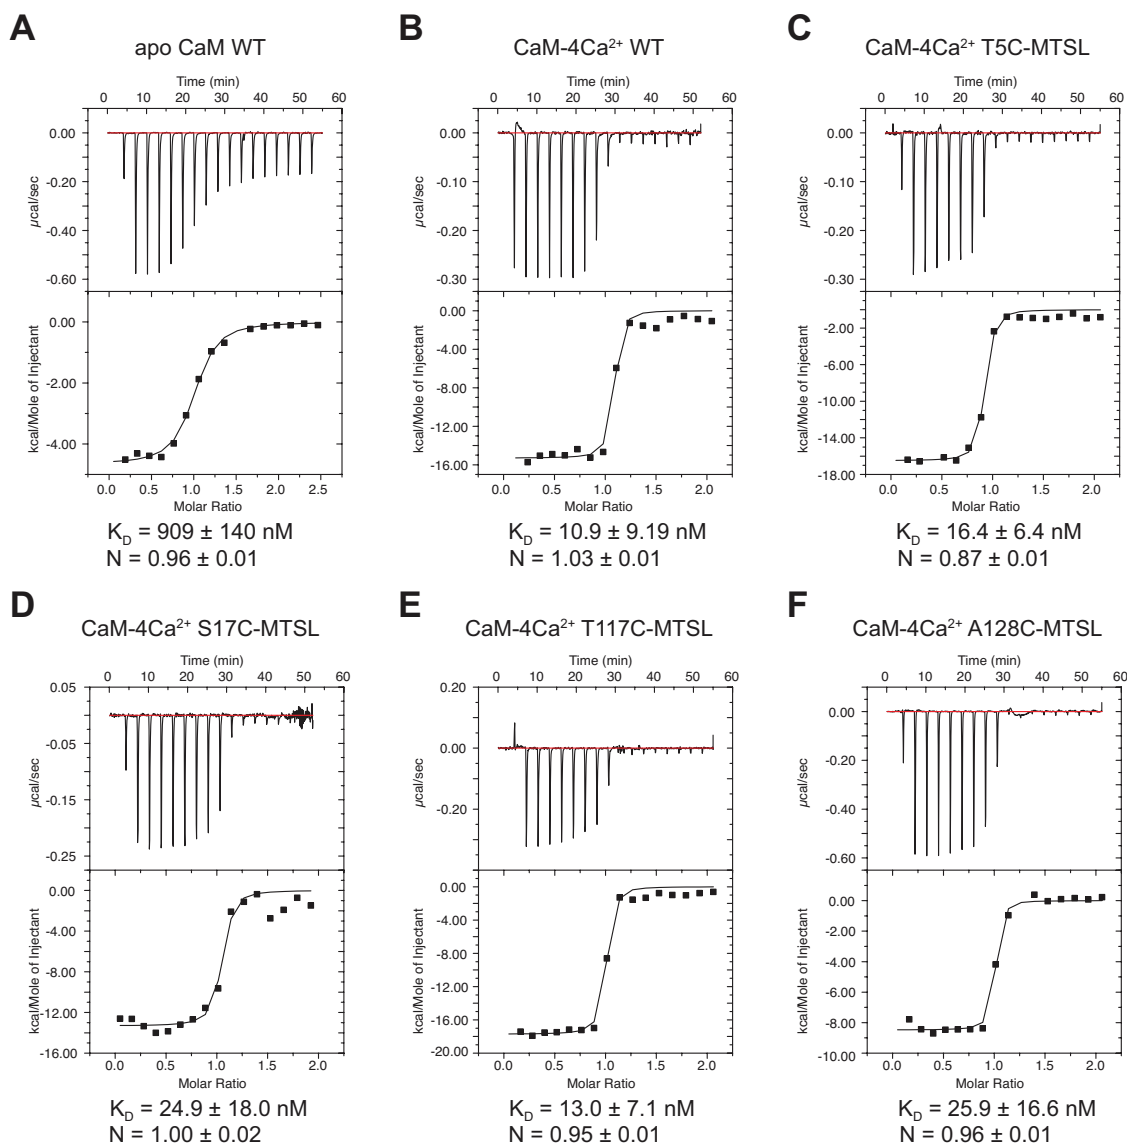 A
apo CaM WT
Time (min)
0 10 20 30 40 50 60
0.00
-0.20
-0.40
-0.60
µcal/sec
0.00
-2.00
-4.00
kcal/Mole of Injectant
0.0 0.5 1.0 1.5 2.0 2.5
Molar Ratio
K_D = 909 ± 140 nM
N = 0.96 ± 0.01
B
CaM-4Ca²⁺ WT
Time (min)
0 10 20 30 40 50 60
0.00
-0.10
-0.20
-0.30
µcal/sec
0.00
-4.00
-8.00
-12.00
-16.00
kcal/Mole of Injectant
0.0 0.5 1.0 1.5 2.0
Molar Ratio
K_D = 10.9 ± 9.19 nM
N = 1.03 ± 0.01
C
CaM-4Ca²⁺ T5C-MTSL
Time (min)
0 10 20 30 40 50 60
0.00
-0.10
-0.20
-0.30
µcal/sec
-2.00
-6.00
-10.00
-14.00
-18.00
kcal/Mole of Injectant
0.0 0.5 1.0 1.5 2.0
Molar Ratio
K_D = 16.4 ± 6.4 nM
N = 0.87 ± 0.01
D
CaM-4Ca²⁺ S17C-MTSL
Time (min)
0 10 20 30 40 50 60
0.05
-0.05
-0.15
-0.25
µcal/sec
0.00
-4.00
-8.00
-12.00
-16.00
kcal/Mole of Injectant
0.0 0.5 1.0 1.5 2.0
Molar Ratio
K_D = 24.9 ± 18.0 nM
N = 1.00 ± 0.02
E
CaM-4Ca²⁺ T117C-MTSL
Time (min)
0 10 20 30 40 50 60
0.20
0.00
-0.20
µcal/sec
0.00
-4.00
-8.00
-12.00
-16.00
-20.00
kcal/Mole of Injectant
0.0 0.5 1.0 1.5 2.0
Molar Ratio
K_D = 13.0 ± 7.1 nM
N = 0.95 ± 0.01
F
CaM-4Ca²⁺ A128C-MTSL
Time (min)
0 10 20 30 40 50 60
0.00
-0.20
-0.40
-0.60
µcal/sec
0.00
-2.00
-4.00
-6.00
-8.00
-10.00
kcal/Mole of Injectant
0.0 0.5 1.0 1.5 2.0
Molar Ratio
K_D = 25.9 ± 16.6 nM
N = 0.96 ± 0.01